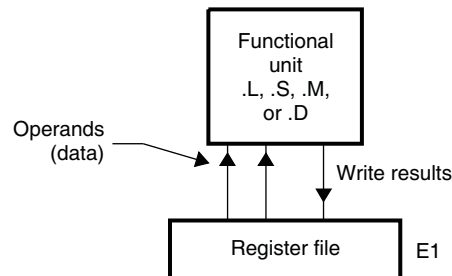 Functional
unit
.L, .S, .M,
or .D
Operands
(data)
Write results
Register file
E1